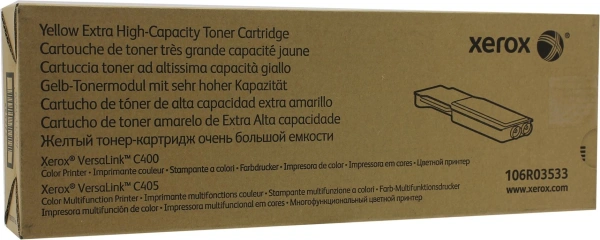 Yellow Extra High-Capacity Toner Cartridge
Cartouche de toner très grande capacité jaune
Cartuccia toner ad altissima capacità giallo
Gelb-Tonermodul mit sehr hoher Kapazität
Cartucho de tóner de alta capacidad extra amarillo
Cartucho de toner amarelo de Extra Alta capacidade
Желтый тонер-картридж очень большой емкости
Xerox® VersaLink™ C400
Color Printer • Imprimante couleur • Stampante a colori • Farbdrucker • Impresora de color • Impressora em cores • Цветной принтер
Xerox® VersaLink™ C405
Color Multifunction Printer • Imprimante multifonctions couleur • Stampante multifunzione a colori • Farb-Multifunktionsdrucker
Impresora multifunción de color • Impressora multifuncional em cores • Многофункциональный цветной принтер
xerox
106R03533
www.xerox.com